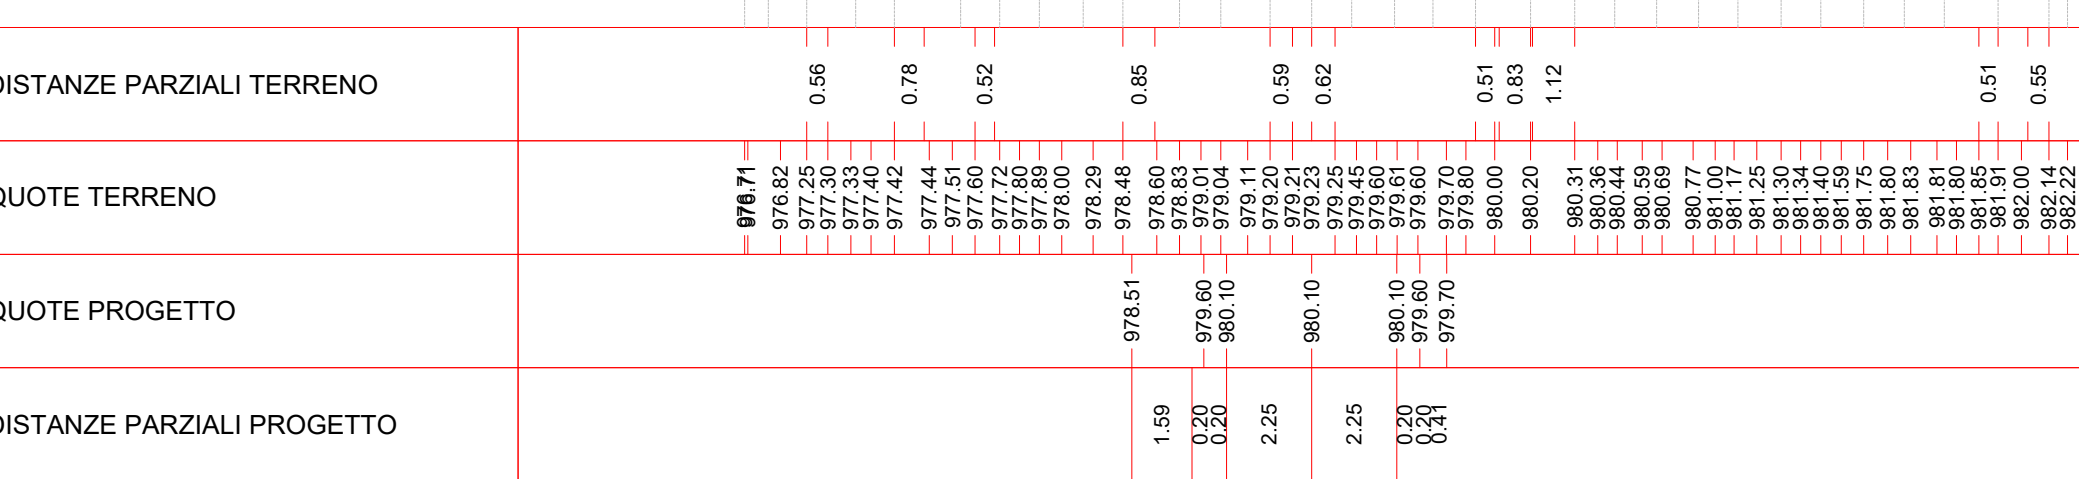 DISTANZE PARZIALI TERRENO 0.56 0.78 0.52 0.85 0.59 0.62 0.51 0.83 1.12 0.51 0.55
QUOTE TERRENO 976.71 976.82 977.25 977.30 977.33 977.40 977.42 977.44 977.51 977.60 977.72 977.80 977.89 978.00 978.29 978.48 978.60 978.83 979.01 979.04 979.11 979.20 979.21 979.23 979.25 979.45 979.60 979.61 979.60 979.70 979.80 980.00 980.20 980.31 980.36 980.44 980.59 980.69 980.77 981.00 981.17 981.25 981.30 981.34 981.40 981.59 981.75 981.80 981.83 981.81 981.80 981.85 981.91 982.00 982.14 982.22
QUOTE PROGETTO 978.51 979.60 980.10 980.10 980.10 979.60 979.70
DISTANZE PARZIALI PROGETTO 1.59 0.20 0.20 2.25 2.25 0.20 0.20 0.41